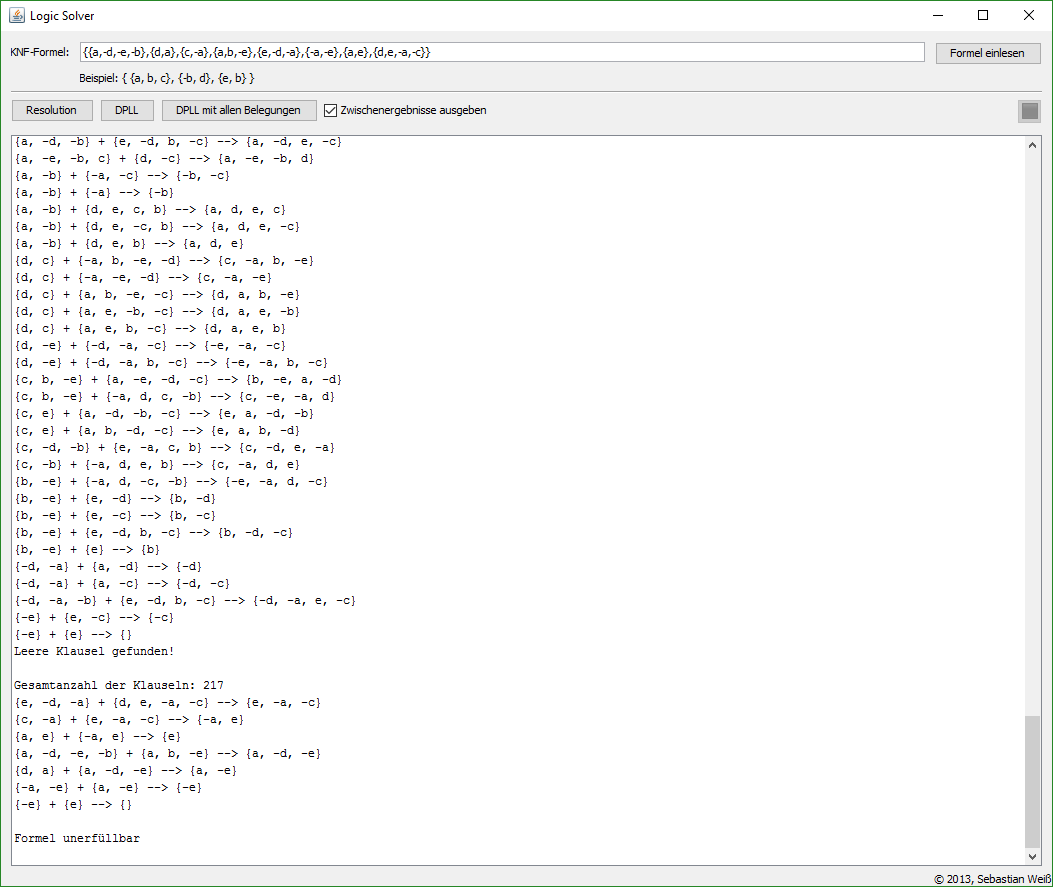 Logic Solver
KNF-Formel: {{a,-d,-e,-b},{d,a},{c,-a},{a,b,-e},{e,-d,-a},{-a,-e},{a,e},{d,e,-a,-c}} Formel einlesen
Beispiel: { {a, b, c}, {-b, d}, {e, b} }
Resolution DPLL DPLL mit allen Belegungen Zwischenergebnisse ausgeben
{a, -d, -b} + {e, -d, b, -c} --> {a, -d, e, -c}
{a, -e, -b, c} + {d, -c} --> {a, -e, -b, d}
{a, -b} + {-a, -c} --> {-b, -c}
{a, -b} + {-a} --> {-b}
{a, -b} + {d, e, c, b} --> {a, d, e, c}
{a, -b} + {d, e, -c, b} --> {a, d, e, -c}
{a, -b} + {d, e, b} --> {a, d, e}
{d, c} + {-a, b, -e, -d} --> {c, -a, b, -e}
{d, c} + {-a, -e, -d} --> {c, -a, -e}
{d, c} + {a, b, -e, -c} --> {d, a, b, -e}
{d, c} + {a, e, -b, -c} --> {d, a, e, -b}
{d, c} + {a, e, b, -c} --> {d, a, e, b}
{d, -e} + {-d, -a, -c} --> {-e, -a, -c}
{d, -e} + {-d, -a, b, -c} --> {-e, -a, b, -c}
{c, b, -e} + {a, -e, -d, -c} --> {b, -e, a, -d}
{c, b, -e} + {-a, d, c, -b} --> {c, -e, -a, d}
{c, e} + {a, -d, -b, -c} --> {e, a, -d, -b}
{c, e} + {a, b, -d, -c} --> {e, a, b, -d}
{c, -d, -b} + {e, -a, c, b} --> {c, -d, e, -a}
{c, -b} + {-a, d, e, b} --> {c, -a, d, e}
{b, -e} + {-a, d, -c, -b} --> {-e, -a, d, -c}
{b, -e} + {e, -d} --> {b, -d}
{b, -e} + {e, -c} --> {b, -c}
{b, -e} + {e, -d, b, -c} --> {b, -d, -c}
{b, -e} + {e} --> {b}
{-d, -a} + {a, -d} --> {-d}
{-d, -a} + {a, -c} --> {-d, -c}
{-d, -a, -b} + {e, -d, b, -c} --> {-d, -a, e, -c}
{-e} + {e, -c} --> {-c}
{-e} + {e} --> {}
Leere Klausel gefunden!
Gesamtanzahl der Klauseln: 217
{e, -d, -a} + {d, e, -a, -c} --> {e, -a, -c}
{c, -a} + {e, -a, -c} --> {-a, e}
{a, e} + {-a, e} --> {e}
{a, -d, -e, -b} + {a, b, -e} --> {a, -d, -e}
{d, a} + {a, -d, -e} --> {a, -e}
{-a, -e} + {a, -e} --> {-e}
{-e} + {e} --> {}
Formel unerfüllbar
© 2013, Sebastian Weiß